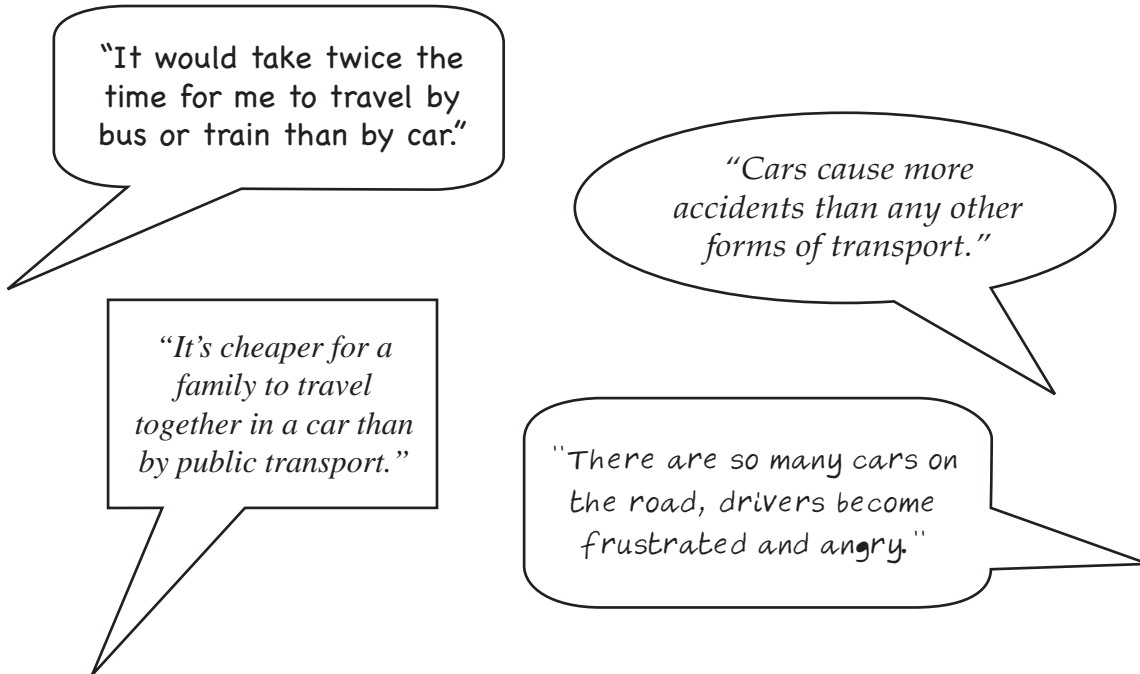 “It would take twice the
time for me to travel by
bus or train than by car.”
“Cars cause more
accidents than any other
forms of transport.”
“It’s cheaper for a
family to travel
together in a car than
by public transport.”
"There are so many cars on
the road, drivers become
frustrated and angry."